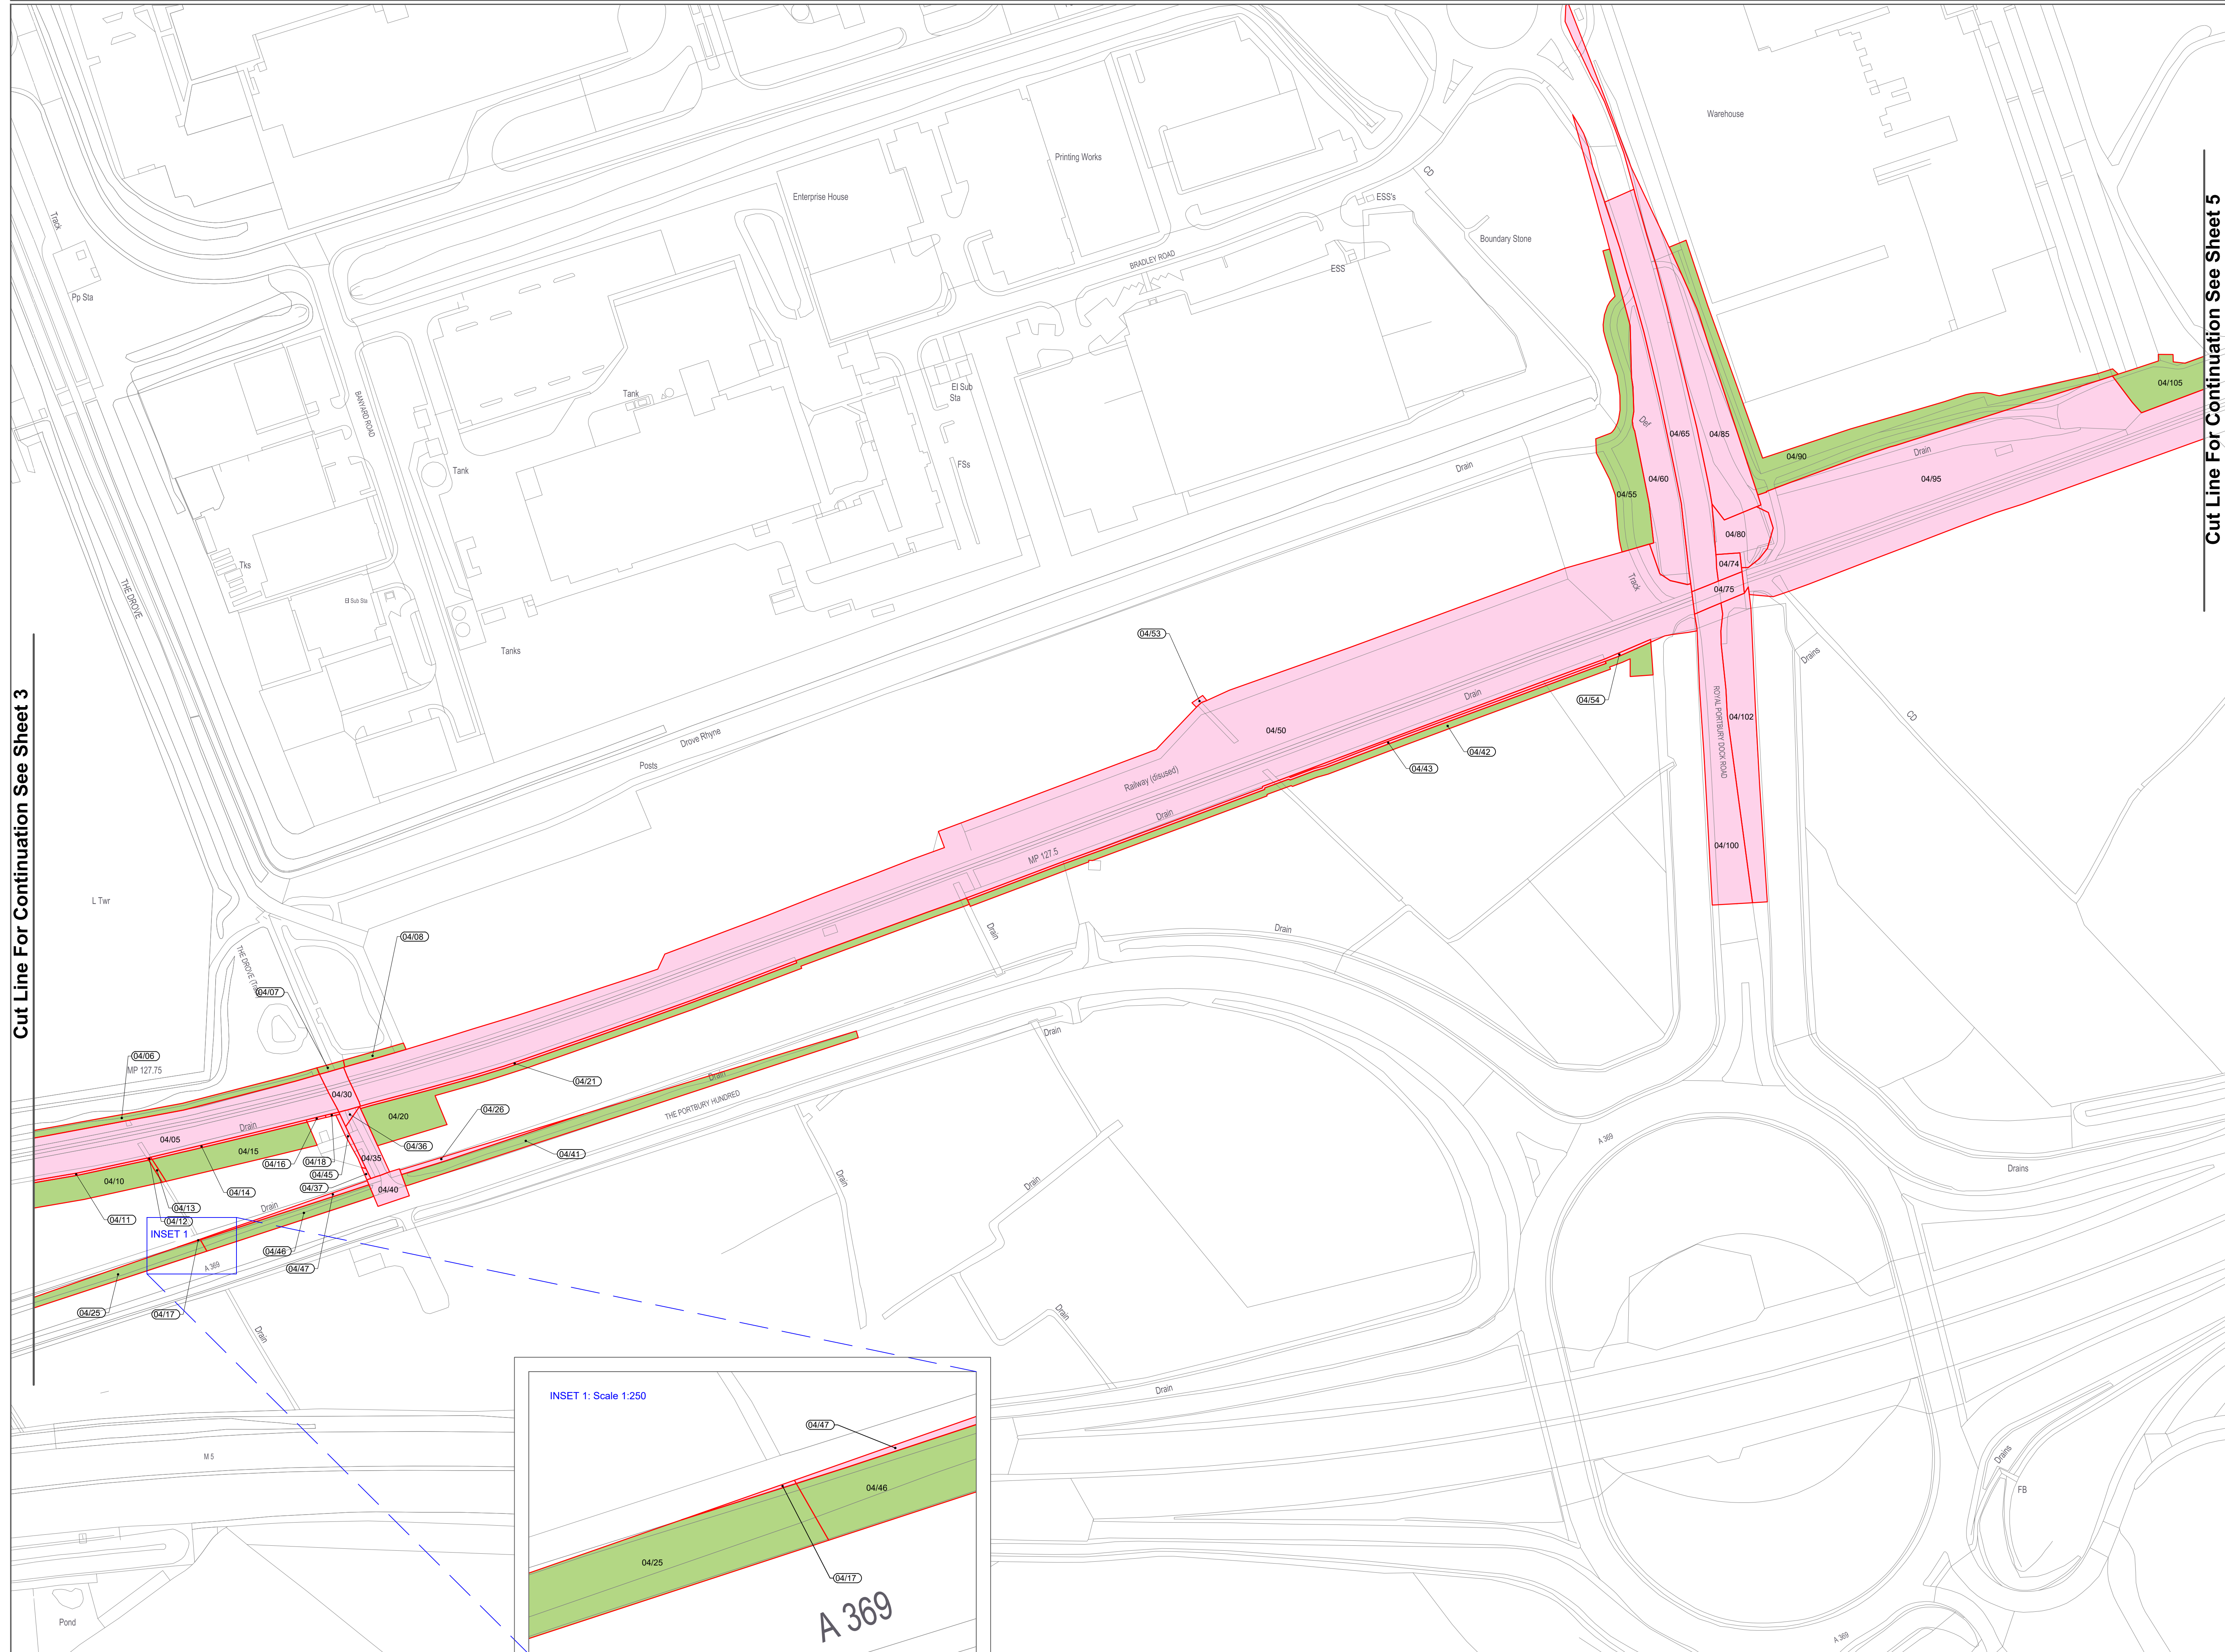 Warehouse
Printing Works
CD
Enterprise House
ESS's
Track
Boundary Stone
BRADLEY ROAD
ESS
Pp Sta
Cut Line For Continuation See Sheet 5
04/105
El Sub
Sta
Tank
BANYARD ROAD
Def
04/65
04/85
04/90
Drain
FSs
Drain
Tank
04/60
04/95
04/55
04/80
Tks
04/74
THE DROVE
El Sub Sta
Track
04/75
04/53
Tanks
Drains
04/54
Drain
ROYAL PORTBURY DOCK ROAD
04/102
CD
Drove Rhyne
04/50
04/42
Posts
04/43
Railway (disused)
Cut Line For Continuation See Sheet 3
Drain
04/100
MP 127.5
L Twr
Drain
Drain
04/08
THE DROVE (Track)
04/07
Drain
04/06
MP 127.75
Drain
04/21
04/30
THE PORTBURY HUNDRED
04/20
04/26
Drain
04/05
04/36
A 369
04/15
04/41
04/16
04/18
04/35
Drains
04/45
04/10
04/37
04/40
Drain
Drain
04/14
04/13
Drain
04/11
04/12
INSET 1
04/46
A 369
04/47
04/25
04/17
Drain
Drain
INSET 1: Scale 1:250
Drain
04/47
M 5
Drains
04/46
FB
04/25
04/17
A 369
Pond
A 369